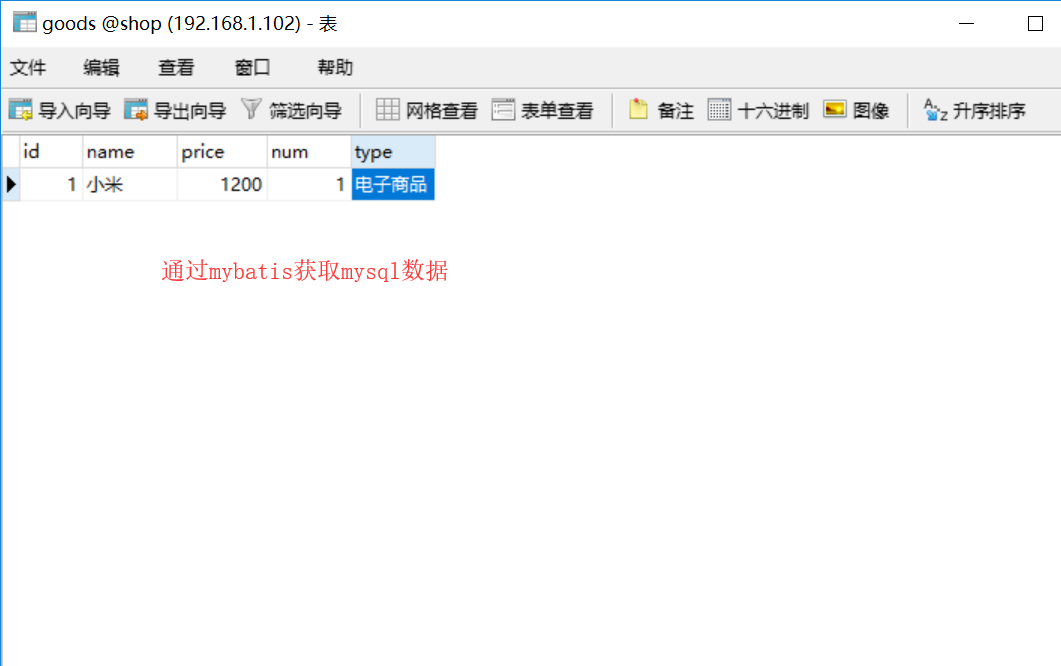 goods @shop (192.168.1.102) - 表
文件 编辑 查看 窗口 帮助
导入向导 导出向导 筛选向导 网格查看 表单查看 备注 十六进制 图像 升序排序
id name price num type
1 小米 1200 1 电子商品
通过mybatis获取mysql数据